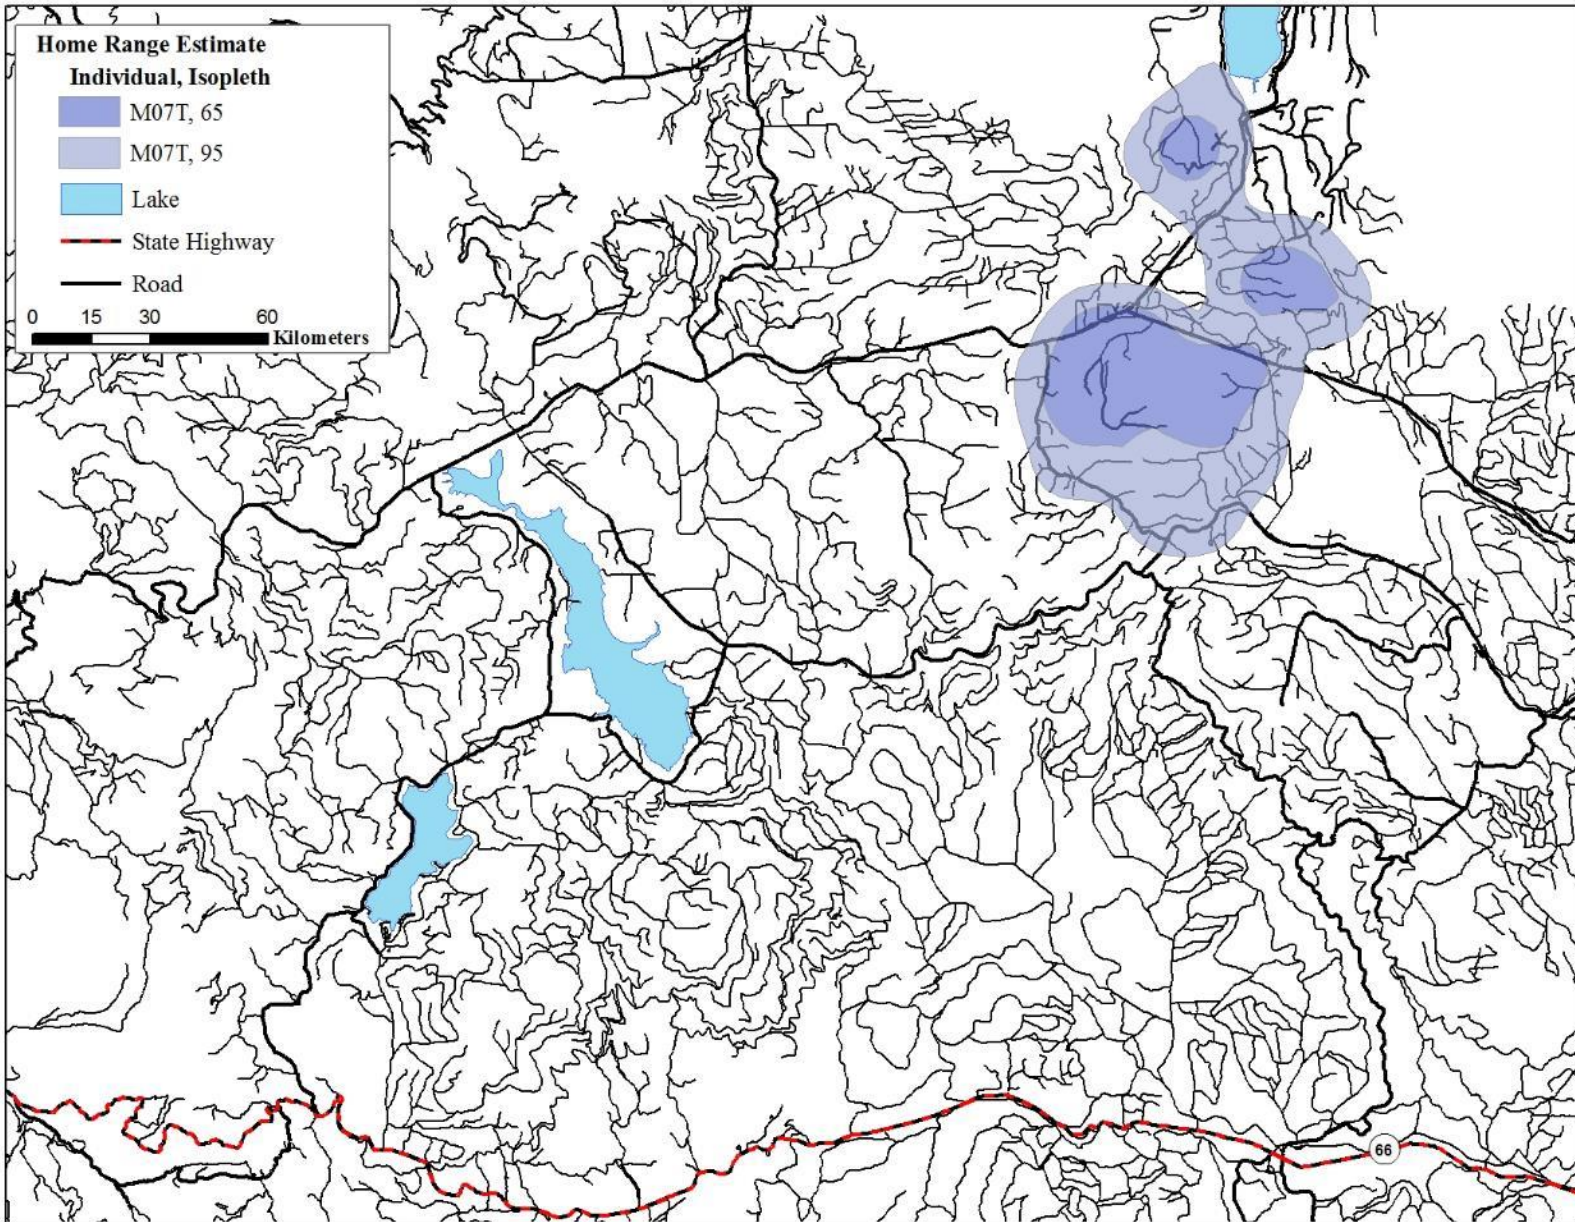 Home Range Estimate
Individual, Isopleth
M07T, 65
M07T, 95
Lake
State Highway
Road
0 15 30 60
Kilometers
66